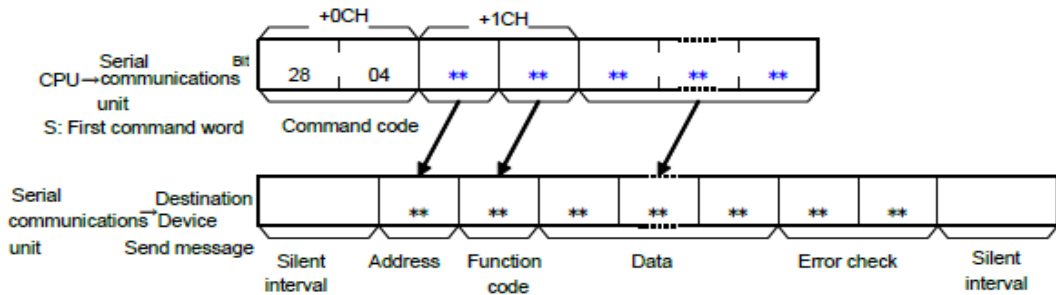 +0CH +1CH
Serial Bit
CPU→communications 28 04 ** ** ** ** **
unit
S: First command word Command code
Serial Destination
communications→Device ** ** ** ** ** ** **
unit Send message
Silent Address Function Data Error check Silent
interval code interval